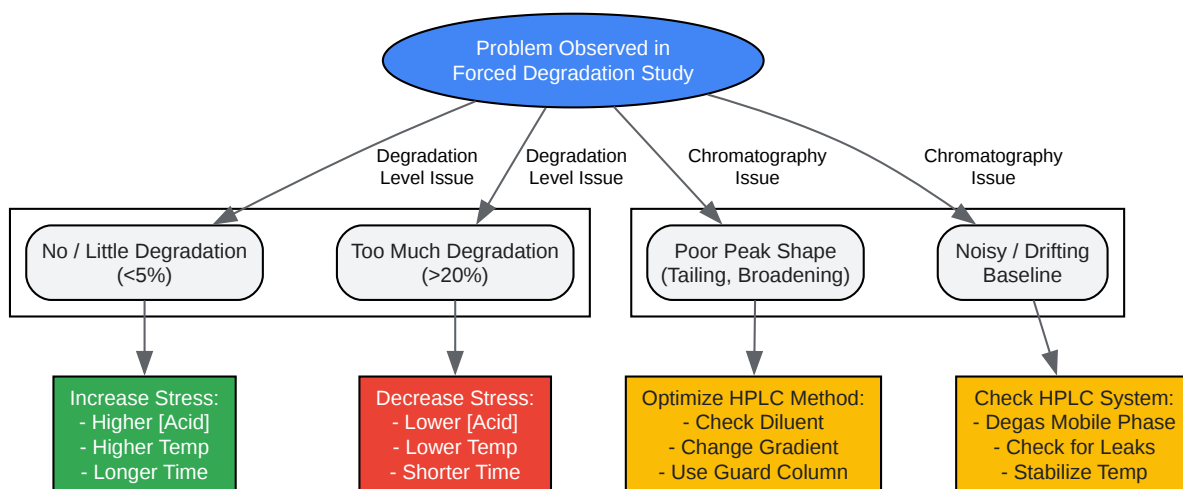 Problem Observed in
Forced Degradation Study
Degradation
Level Issue
Degradation
Level Issue
Chromatography
Issue
Chromatography
Issue
No / Little Degradation
(<5%)
Too Much Degradation
(>20%)
Poor Peak Shape
(Tailing, Broadening)
Noisy / Drifting
Baseline
Increase Stress:
- Higher [Acid]
- Higher Temp
- Longer Time
Decrease Stress:
- Lower [Acid]
- Lower Temp
- Shorter Time
Optimize HPLC Method:
- Check Diluent
- Change Gradient
- Use Guard Column
Check HPLC System:
- Degas Mobile Phase
- Check for Leaks
- Stabilize Temp